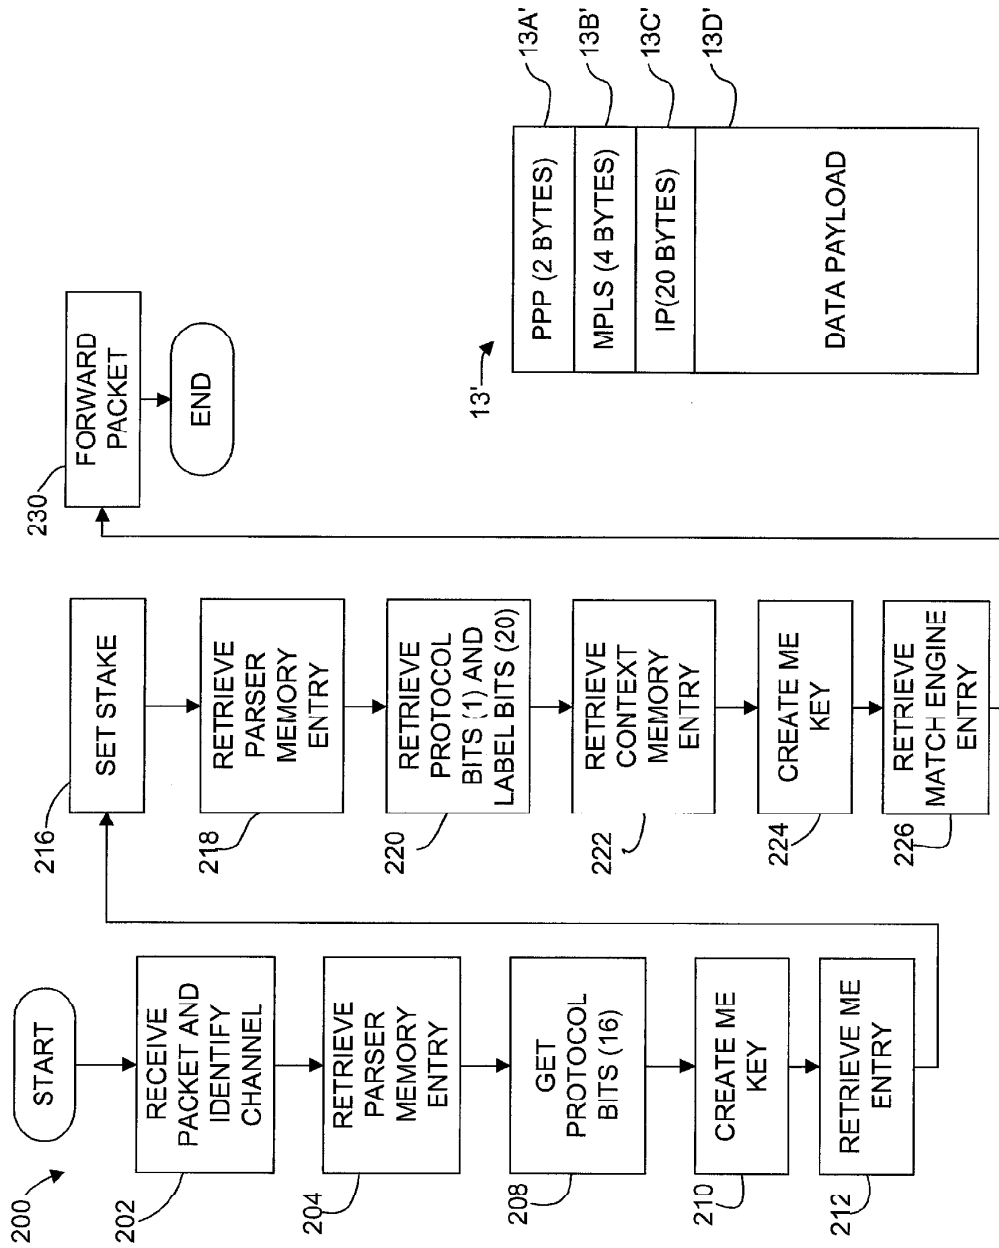 200
START
RECEIVE
PACKET AND
IDENTIFY
CHANNEL
202
RETRIEVE
PARSER
MEMORY
ENTRY
204
GET
PROTOCOL
BITS (16)
208
CREATE ME
KEY
210
RETRIEVE ME
ENTRY
212
SET STAKE
216
RETRIEVE
PARSER
MEMORY
ENTRY
218
RETRIEVE
PROTOCOL
BITS (1) AND
LABEL BITS (20)
220
RETRIEVE
CONTEXT
MEMORY
ENTRY
222
CREATE ME
KEY
224
RETRIEVE
MATCH ENGINE
ENTRY
226
FORWARD
PACKET
230
END
13'
PPP (2 BYTES)
13A'
MPLS (4 BYTES)
13B'
IP(20 BYTES)
13C'
DATA PAYLOAD
13D'